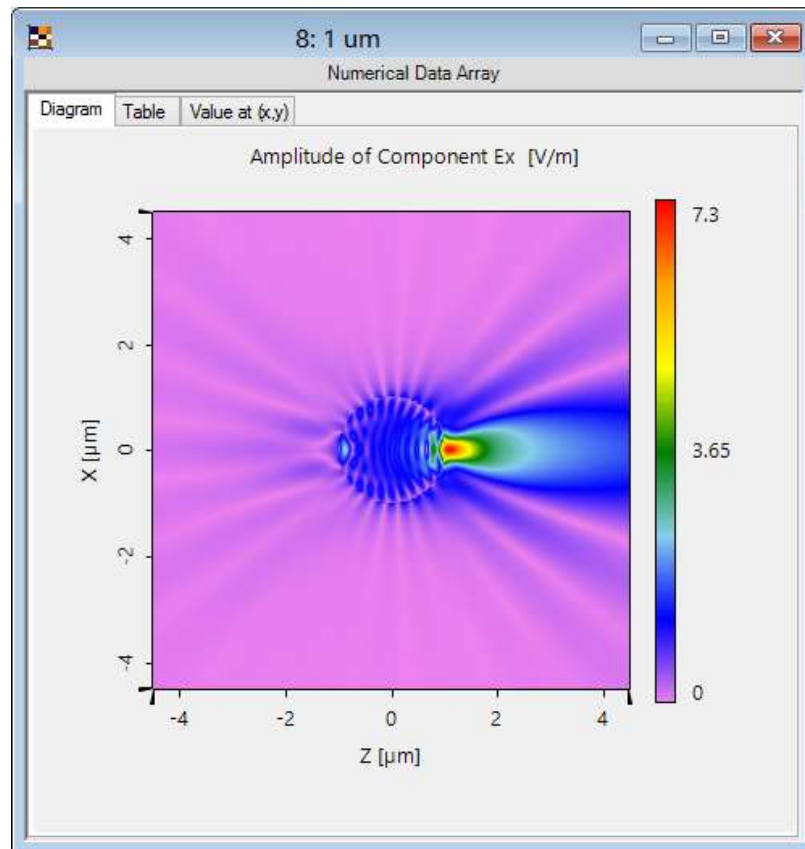 8: 1 um
Numerical Data Array
Diagram Table Value at (x,y)
Amplitude of Component Ex [V/m]
7.3
3.65
0
X [µm]
4
2
0
-2
-4
-4 -2 0 2 4
Z [µm]